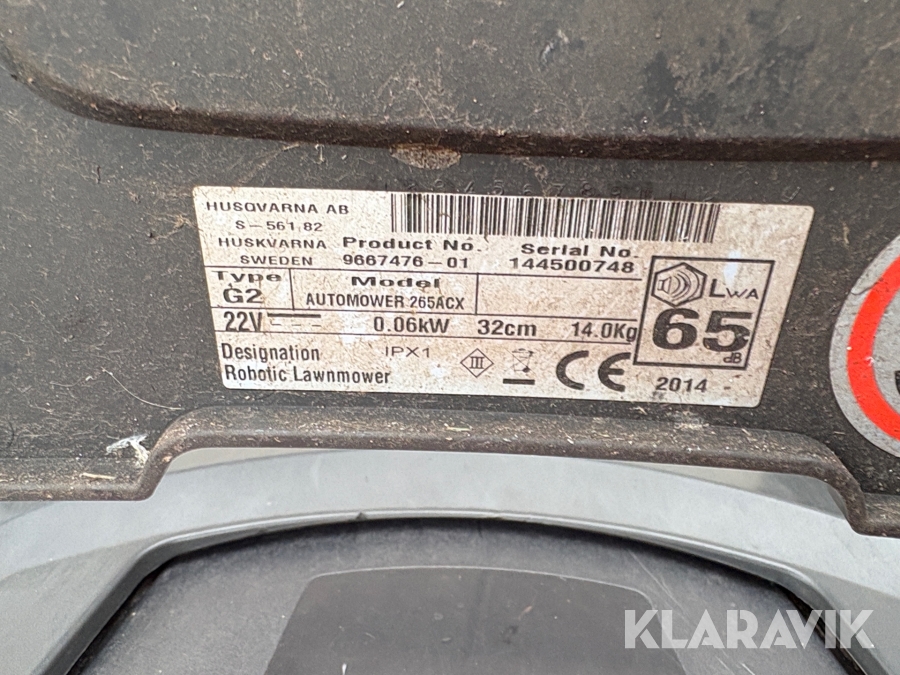 HUSQVARNA AB
S-561 82
HUSKVARNA
SWEDEN
Product No.
9667476-01
Serial No.
144500748
Type
G2
Model
AUTOMOWER 265ACX
22V
0.06kW
32cm
14.0Kg
LWA
65
dB
Designation
Robotic Lawnmower
IPX1
III
CE
2014
KLARAVIK